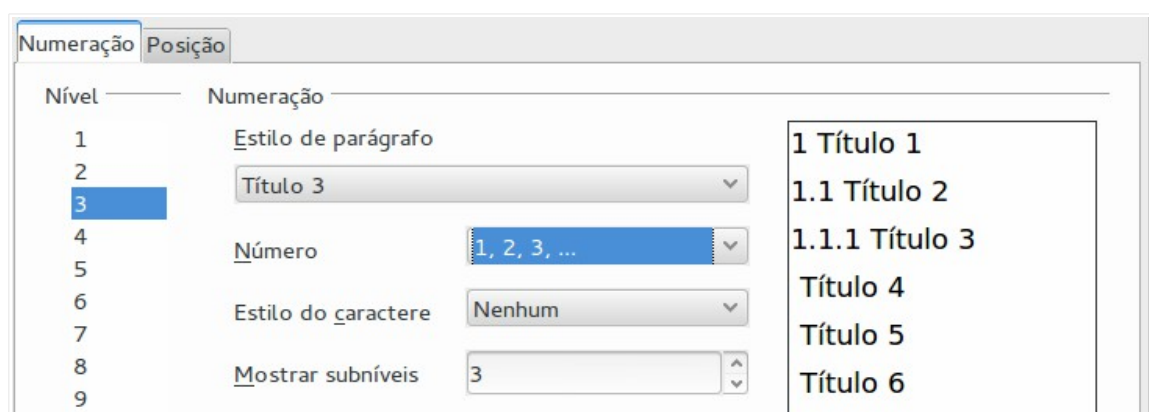 Numeração Posição
Nível Numeração
1
2
3
4
5
6
7
8
9
Estilo de parágrafo
Título 3
Número 1, 2, 3, ...
Estilo do caractere Nenhum
Mostrar subníveis 3
1 Título 1
1.1 Título 2
1.1.1 Título 3
Título 4
Título 5
Título 6